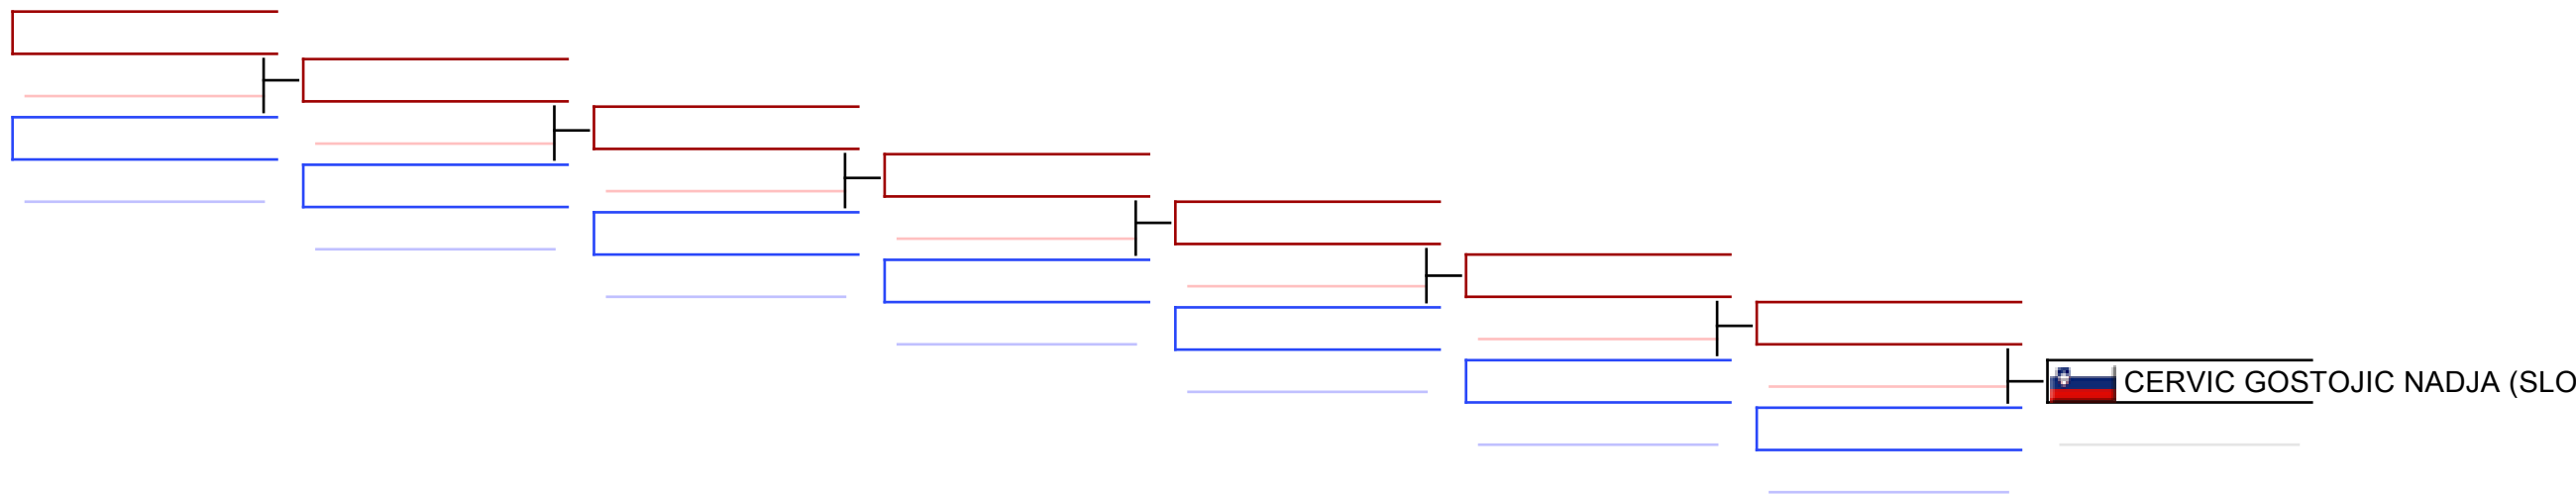 CERVIC GOSTOJIC NADJA (SLO